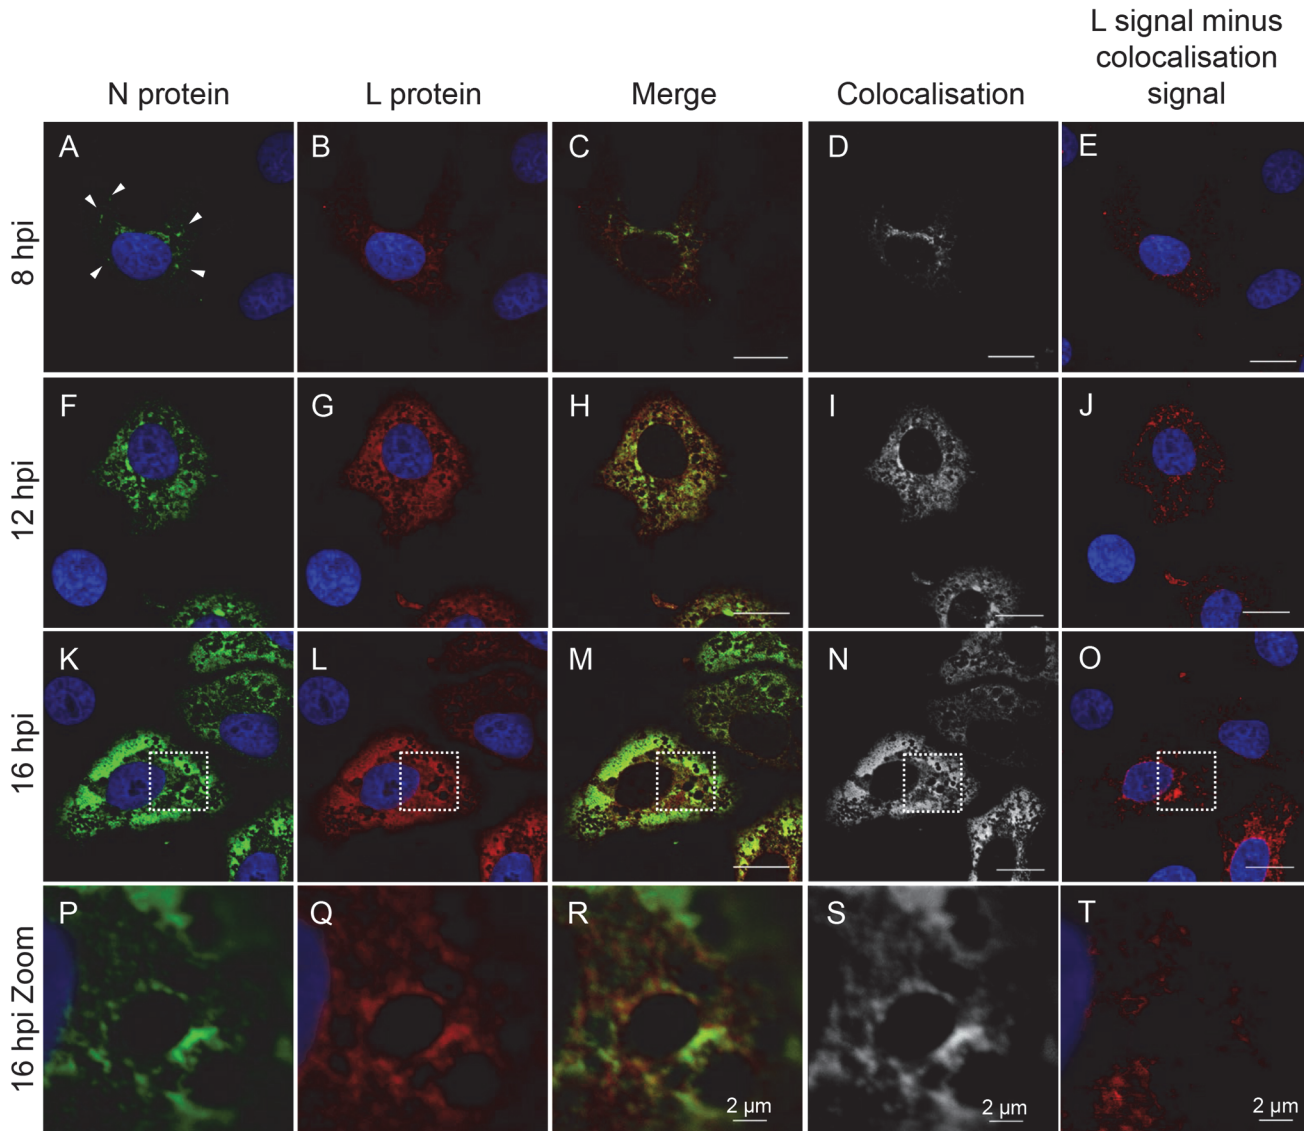 L signal minus
colocalisation
signal
N protein
L protein
Merge
Colocalisation
8 hpi
A
B
C
D
E
12 hpi
F
G
H
I
J
16 hpi
K
L
M
N
O
16 hpi Zoom
P
Q
R
S
T
2 µm
2 µm
2 µm